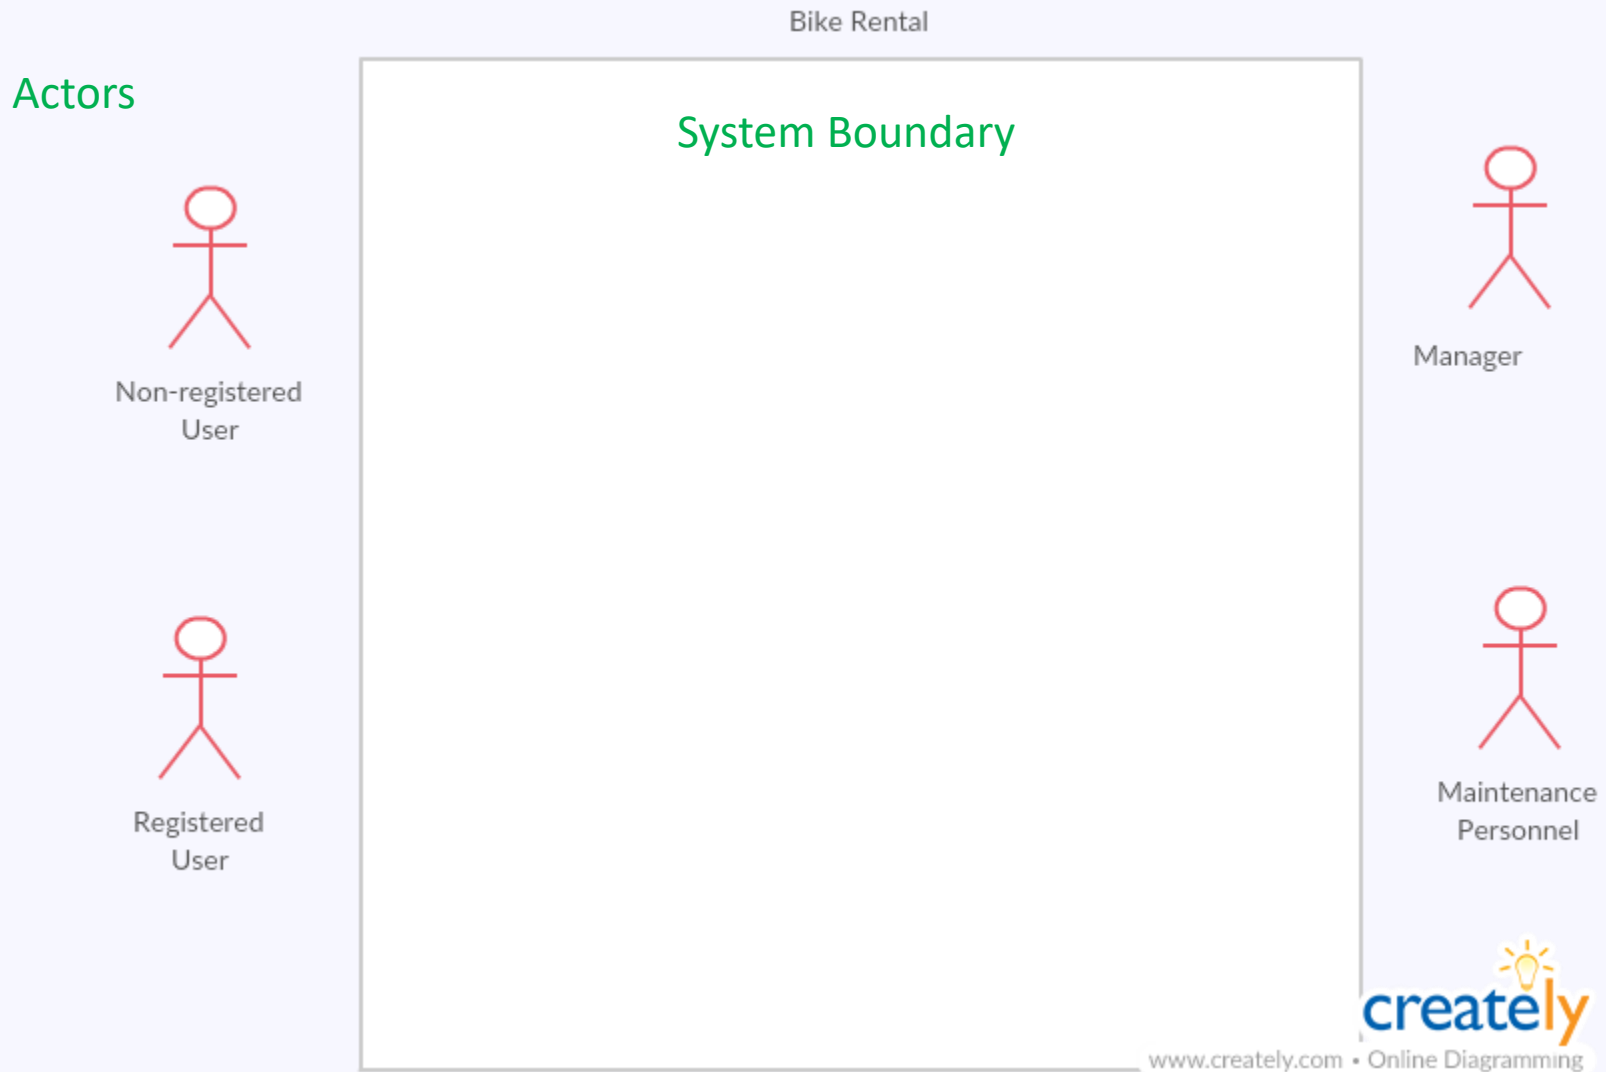 Bike Rental
Actors
System Boundary
Non-registered
User
Manager
Registered
User
Maintenance
Personnel
creately
www.creately.com • Online Diagramming